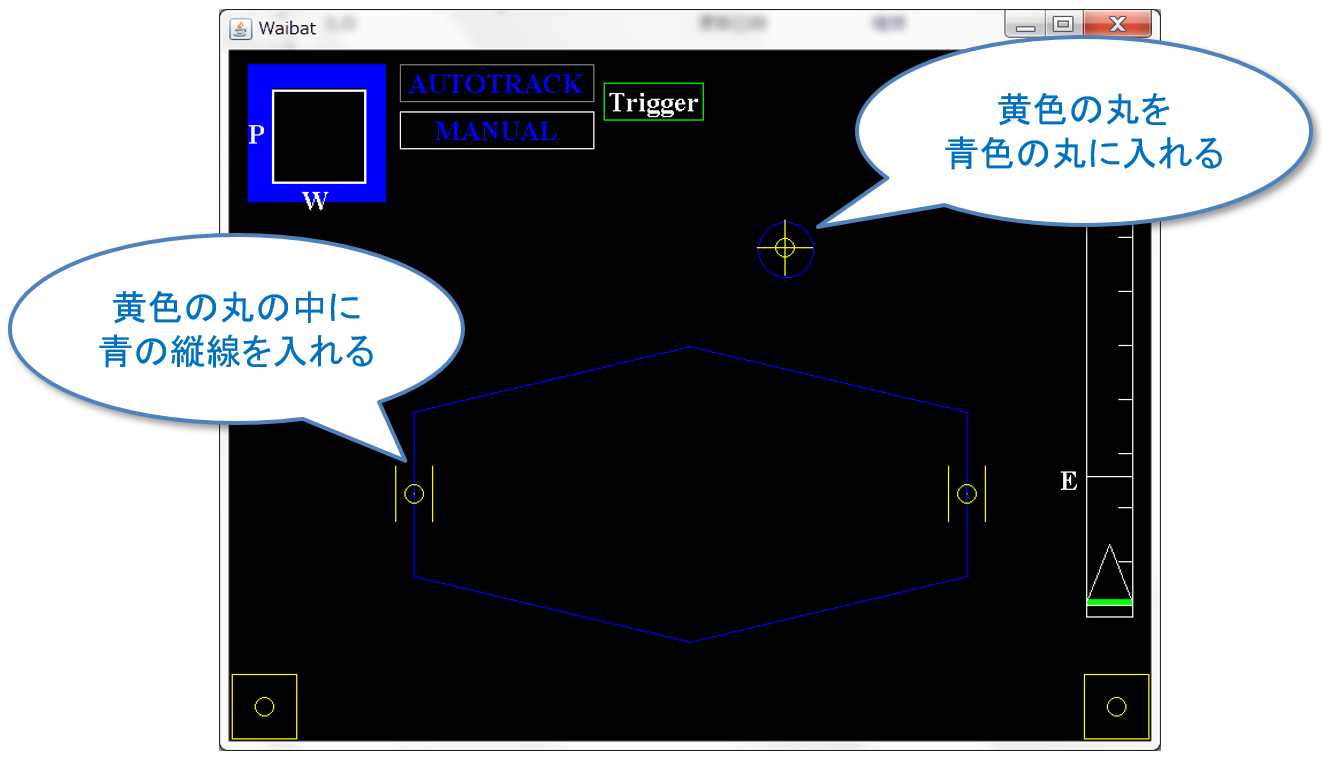 Waibat
AUTOTRACK
MANUAL
Trigger
P
W
黄色の丸を
青色の丸に入れる
黄色の丸の中に
青の縦線を入れる
E